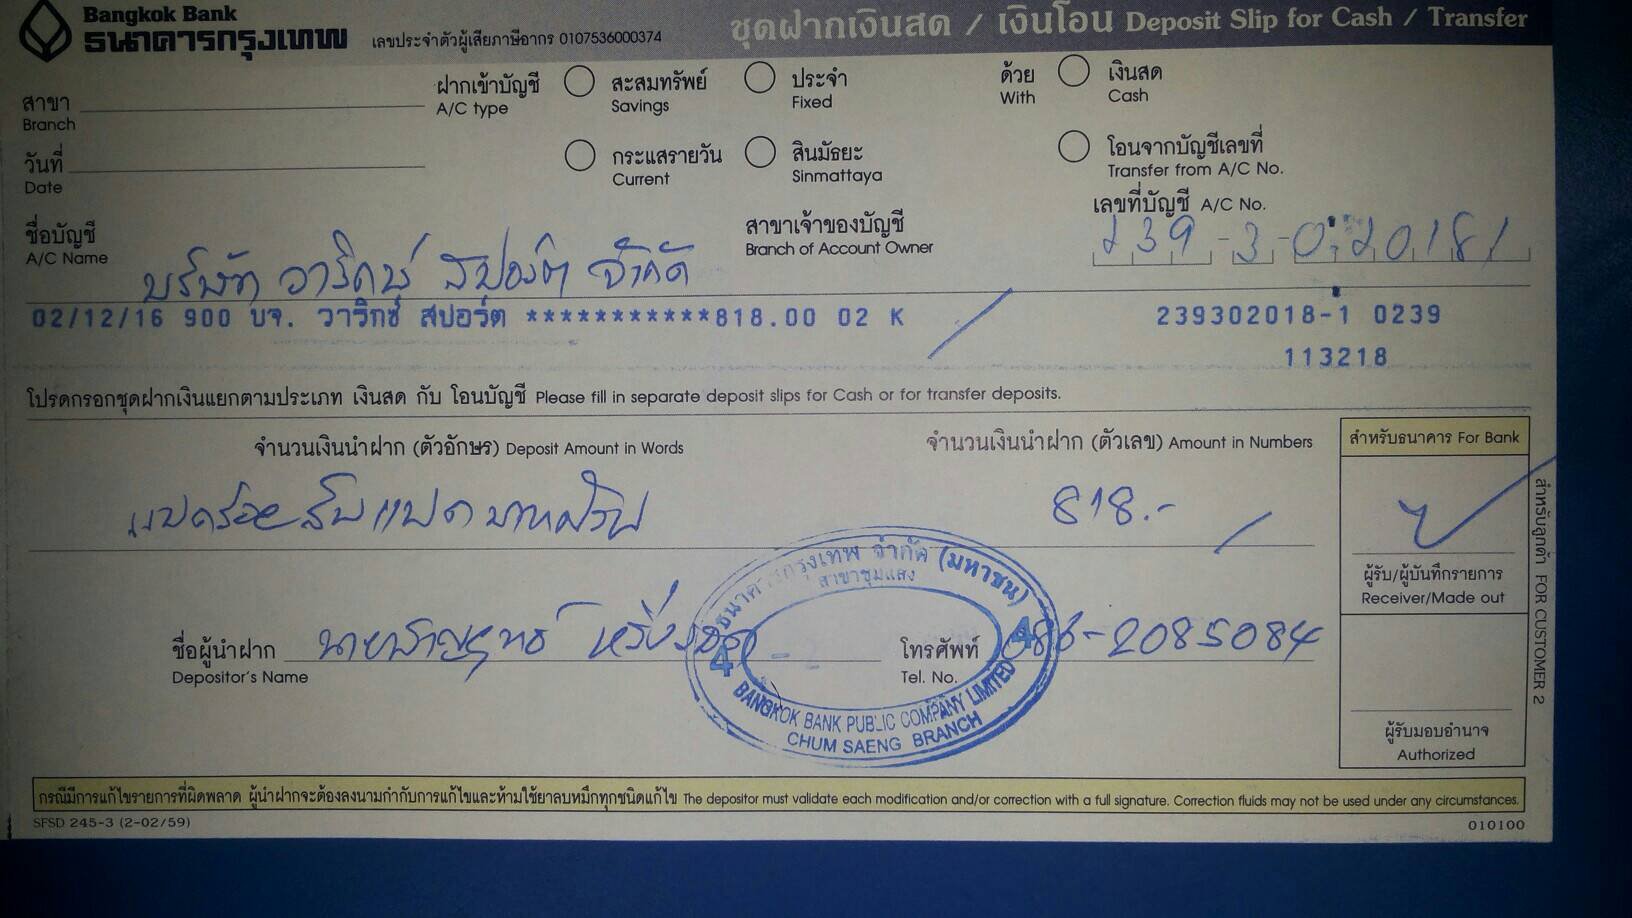 Bangkok Bank
ธนาคารกรุงเทพ เลขประจำตัวผู้เสียภาษีอากร 0107536000374 ชุดฝากเงินสด / เงินโอน Deposit Slip for Cash / Transfer
สาขา ฝากเข้าบัญชี สะสมทรัพย์ ประจำ ด้วย เงินสด
Branch A/C type Savings Fixed With Cash
วันที่ กระแสรายวัน สินมัธยะ โอนจากบัญชีเลขที่
Date Current Sinmattaya Transfer from A/C No.
ชื่อบัญชี สาขาเจ้าของบัญชี เลขที่บัญชี A/C No.
A/C Name Branch of Account Owner 239-3-020181
บริษัท วาริกซ์ สปอร์ต จำกัด
02/12/16 900 บจ. วาริกซ์ สปอร์ต ***********818.00 02 K 239302018-1 0239
113218
โปรดกรอกชุดฝากเงินแยกตามประเภท เงินสด กับ โอนบัญชี Please fill in separate deposit slips for Cash or for transfer deposits.
จำนวนเงินนำฝาก (ตัวอักษร) Deposit Amount in Words จำนวนเงินนำฝาก (ตัวเลข) Amount in Numbers สำหรับธนาคาร For Bank
แปดร้อยสิบแปดบาทถ้วน 818.-
ผู้รับ/ผู้บันทึกรายการ
Receiver/Made out
ชื่อผู้นำฝาก นาย โทรศัพท์ 086-2085084
Depositor's Name Tel. No.
ธนาคารกรุงเทพ จำกัด (มหาชน)
สาขาชุมแสง
4 4
BANGKOK BANK PUBLIC COMPANY LIMITED
CHUM SAENG BRANCH
ผู้รับมอบอำนาจ
Authorized
สำหรับลูกค้า FOR CUSTOMER 2
กรณีมีการแก้ไขรายการที่ผิดพลาด ผู้นำฝากจะต้องลงนามกำกับการแก้ไขและห้ามใช้ยาลบหมึกทุกชนิดแก้ไข The depositor must validate each modification and/or correction with a full signature. Correction fluids may not be used under any circumstances.
SFSD 245-3 (2-02/59) 010100